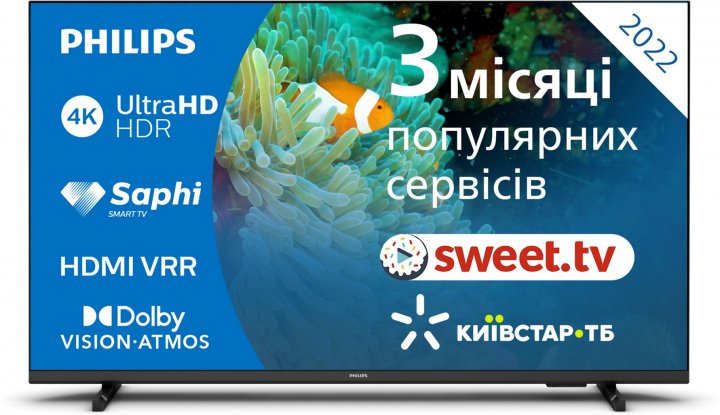 PHILIPS
4K UltraHD
HDR
Saphi
SMART TV
HDMI VRR
Dolby
VISION·ATMOS
2022
3 місяці
популярних
сервісів
sweet.tv
КИЇВСТАР·ТБ
PHILIPS